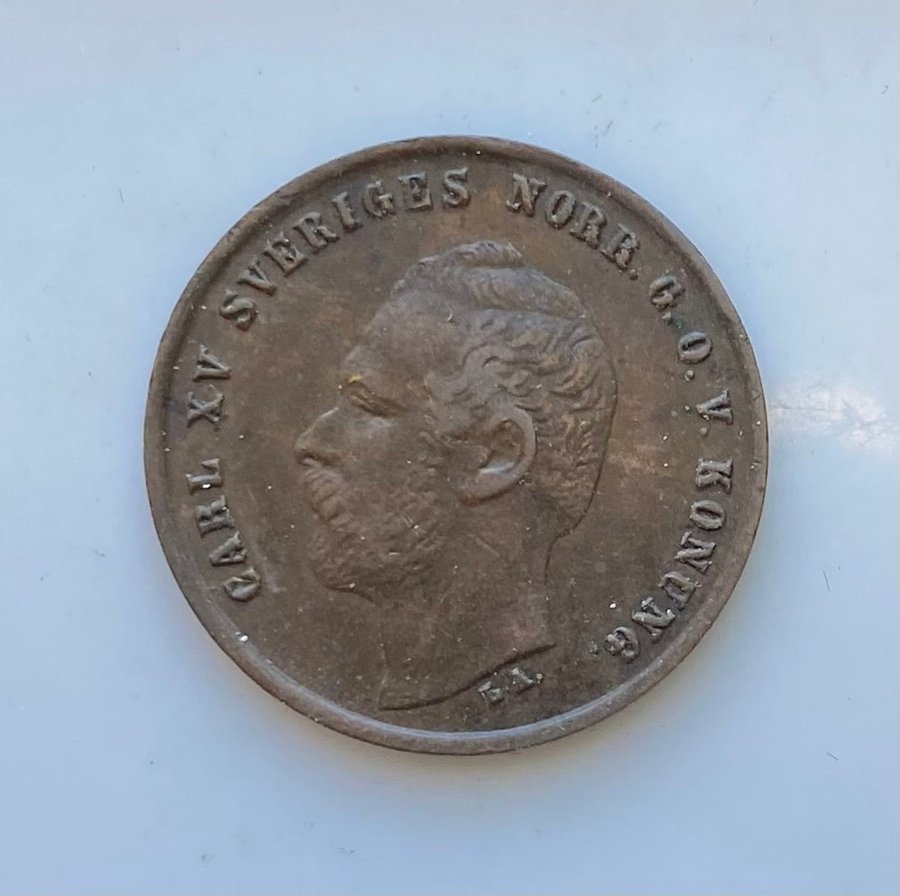 CARL XV SVERIGES NORR. G. O. V. KONUNG.
L.A.